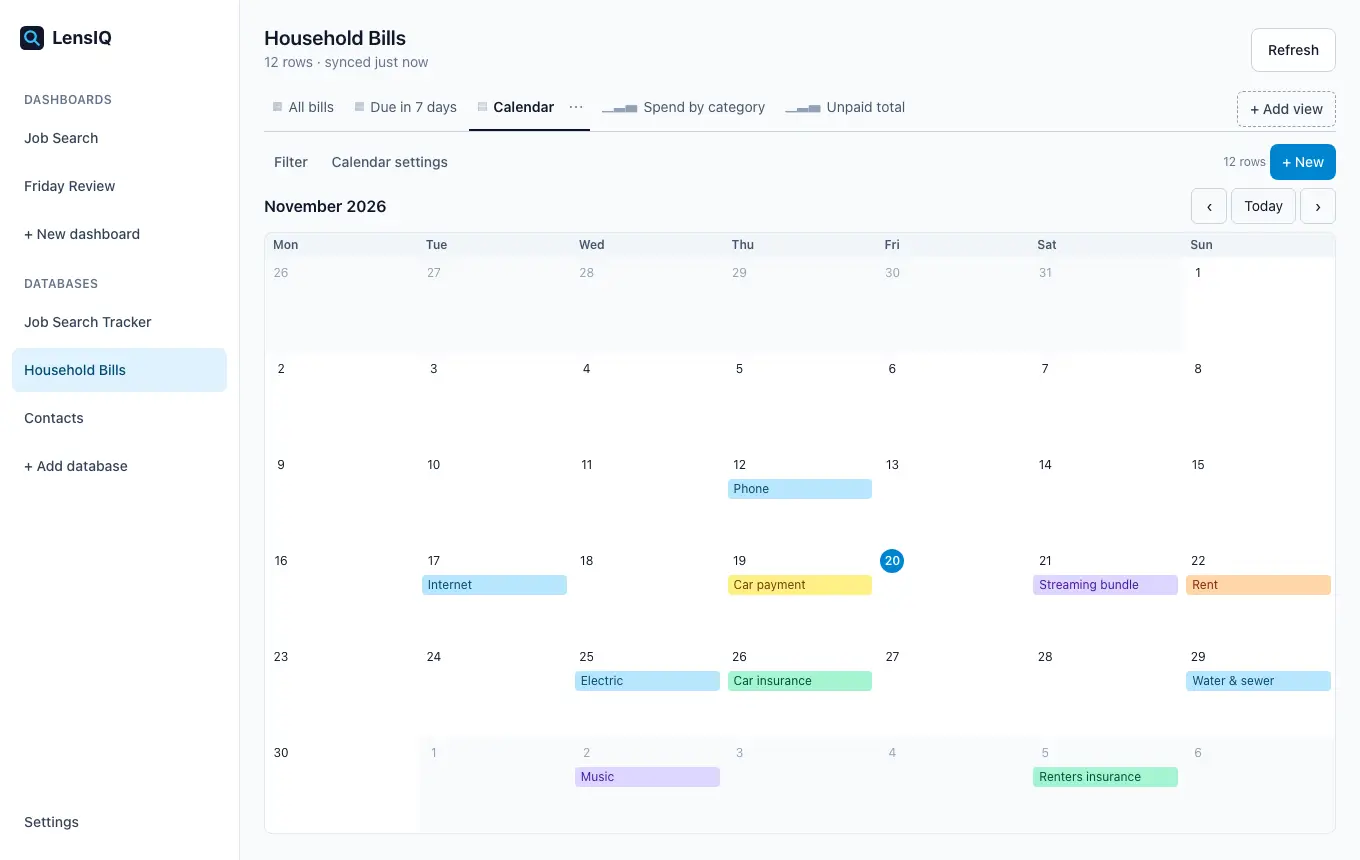 LensIQ
DASHBOARDS
Job Search
Friday Review
+ New dashboard
DATABASES
Job Search Tracker
Household Bills
Contacts
+ Add database
Settings
Household Bills
12 rows · synced just now
Refresh
All bills
Due in 7 days
Calendar
···
Spend by category
Unpaid total
+ Add view
Filter
Calendar settings
12 rows
+ New
November 2026
‹
Today
›
Mon Tue Wed Thu Fri Sat Sun
26 27 28 29 30 31 1
2 3 4 5 6 7 8
9 10 11 12 13 14 15
Phone
16 17 18 19 20 21 22
Internet Car payment Streaming bundle Rent
23 24 25 26 27 28 29
Electric Car insurance Water & sewer
30 1 2 3 4 5 6
Music Renters insurance